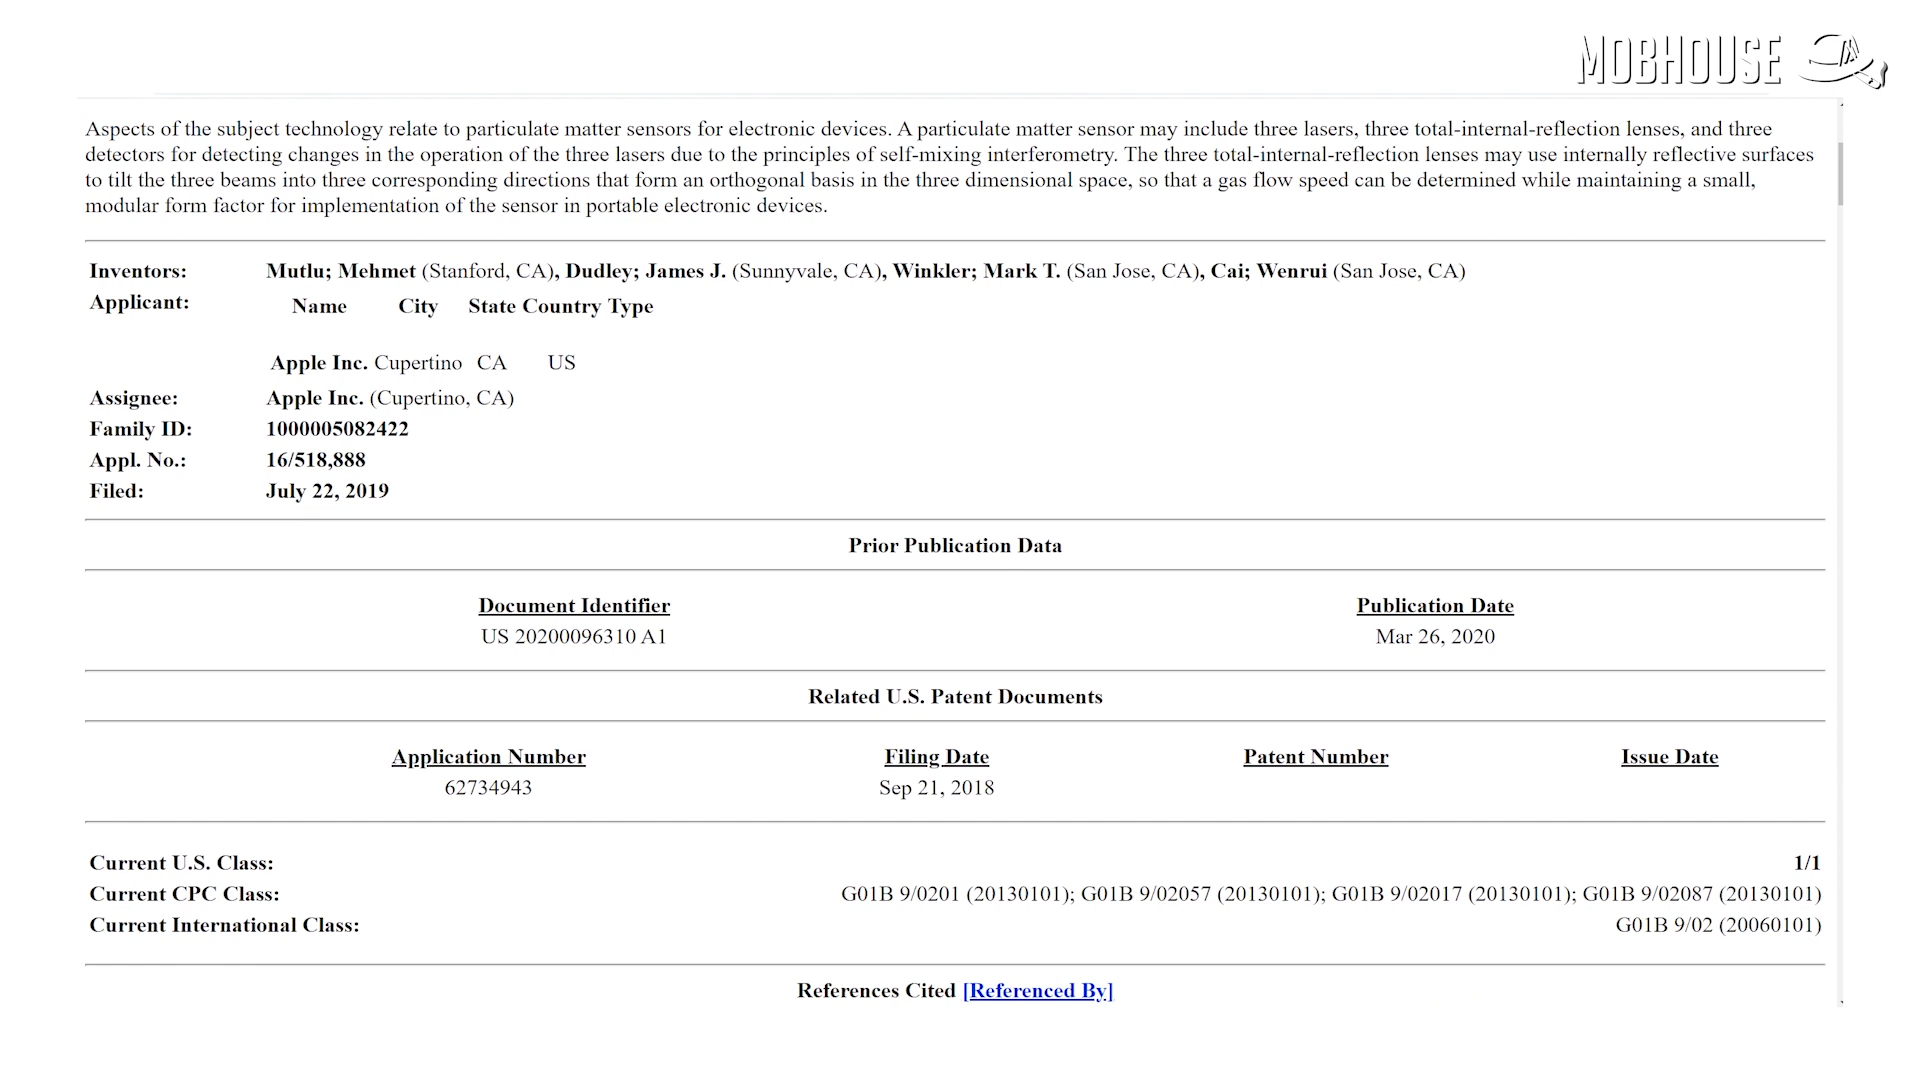 MOBHOUSE
Aspects of the subject technology relate to particulate matter sensors for electronic devices. A particulate matter sensor may include three lasers, three total-internal-reflection lenses, and three
detectors for detecting changes in the operation of the three lasers due to the principles of self-mixing interferometry. The three total-internal-reflection lenses may use internally reflective surfaces
to tilt the three beams into three corresponding directions that form an orthogonal basis in the three dimensional space, so that a gas flow speed can be determined while maintaining a small,
modular form factor for implementation of the sensor in portable electronic devices.
Inventors: Mutlu; Mehmet (Stanford, CA), Dudley; James J. (Sunnyvale, CA), Winkler; Mark T. (San Jose, CA), Cai; Wenrui (San Jose, CA)
Applicant: Name City State Country Type
Apple Inc. Cupertino CA US
Assignee: Apple Inc. (Cupertino, CA)
Family ID: 1000005082422
Appl. No.: 16/518,888
Filed: July 22, 2019
Prior Publication Data
Document Identifier Publication Date
US 20200096310 A1 Mar 26, 2020
Related U.S. Patent Documents
Application Number Filing Date Patent Number Issue Date
62734943 Sep 21, 2018
Current U.S. Class: 1/1
Current CPC Class: G01B 9/0201 (20130101); G01B 9/02057 (20130101); G01B 9/02017 (20130101); G01B 9/02087 (20130101)
Current International Class: G01B 9/02 (20060101)
References Cited [Referenced By]